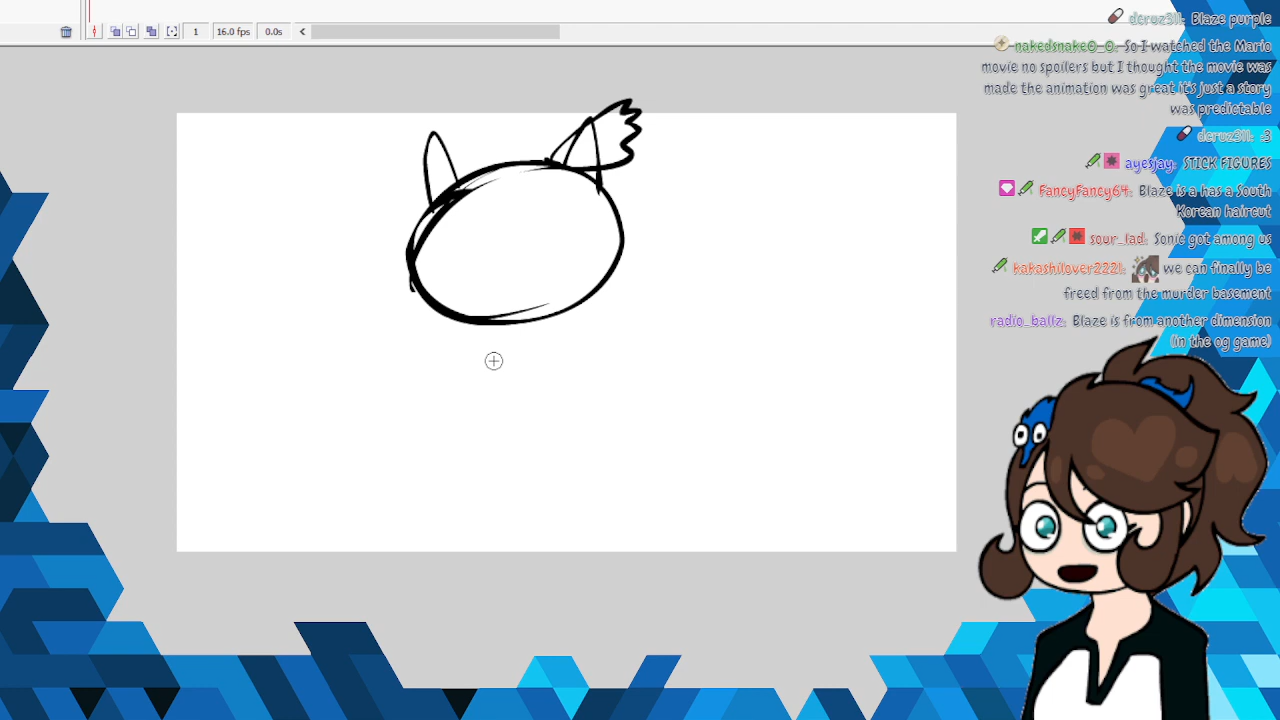 1 16.0 fps 0.0s
dcruz311: Blaze purple
nakedsnake0_0: So I watched the Mario
movie no spoilers but I thought the movie was
made the animation was great it's just a story
was predictable
dcruz311: :3
ayesjay: STICK FIGURES
FancyFancy64: Blaze is a has a South
Korean haircut
sour_lad: Sonic got among us
kakashilover2221: we can finally be
freed from the murder basement
radio_ballz: Blaze is from another dimension
(in the og game)